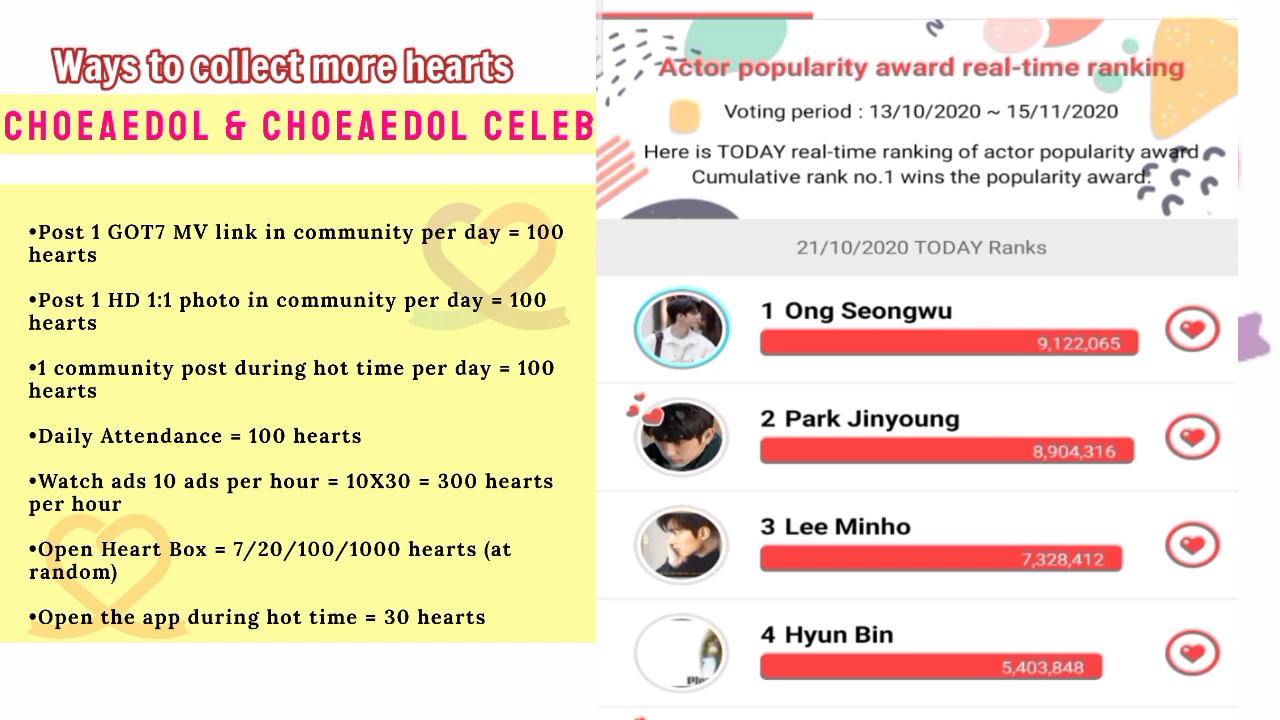 Ways to collect more hearts
CHOEAEDOL & CHOEAEDOL CELEB
•Post 1 GOT7 MV link in community per day = 100
hearts
•Post 1 HD 1:1 photo in community per day = 100
hearts
•1 community post during hot time per day = 100
hearts
•Daily Attendance = 100 hearts
•Watch ads 10 ads per hour = 10X30 = 300 hearts
per hour
•Open Heart Box = 7/20/100/1000 hearts (at
random)
•Open the app during hot time = 30 hearts
Actor popularity award real-time ranking
Voting period : 13/10/2020 ~ 15/11/2020
Here is TODAY real-time ranking of actor popularity award
Cumulative rank no.1 wins the popularity award.
21/10/2020 TODAY Ranks
1 Ong Seongwu
9,122,065
2 Park Jinyoung
8,904,316
3 Lee Minho
7,328,412
4 Hyun Bin
5,403,848